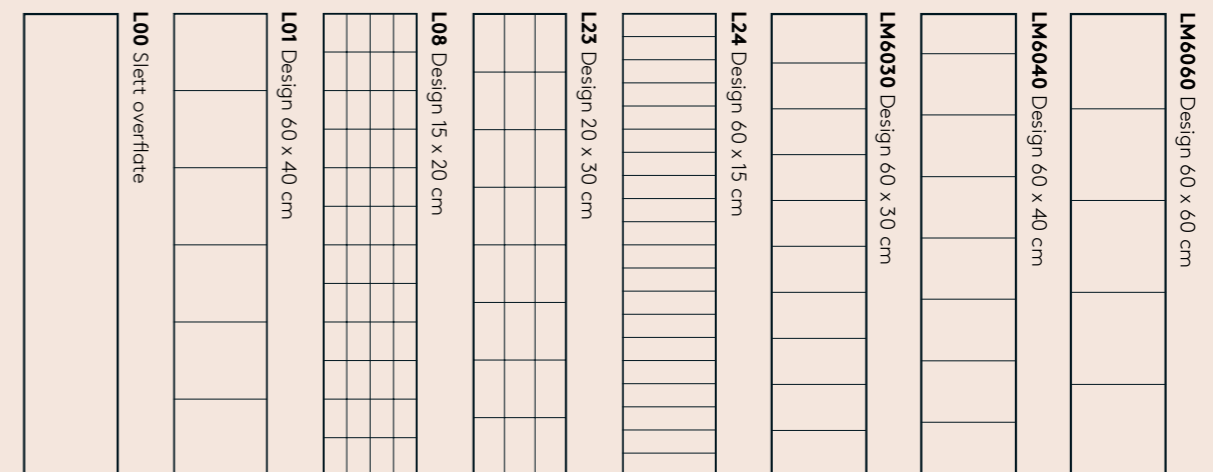 L00 Slett overflate
L01 Design 60 x 40 cm
L08 Design 15 x 20 cm
L23 Design 20 x 30 cm
L24 Design 60 x 15 cm
LM6030 Design 60 x 30 cm
LM6040 Design 60 x 40 cm
LM6060 Design 60 x 60 cm